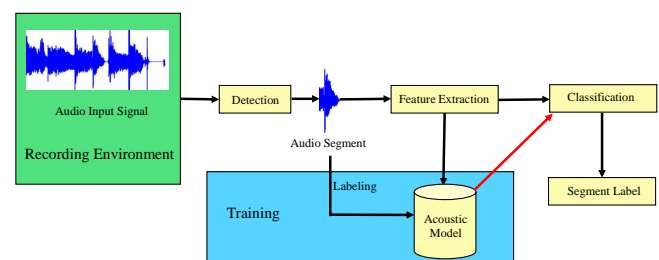 Audio Input Signal
Recording Environment
Detection
Audio Segment
Feature Extraction
Classification
Segment Label
Labeling
Training
Acoustic
Model